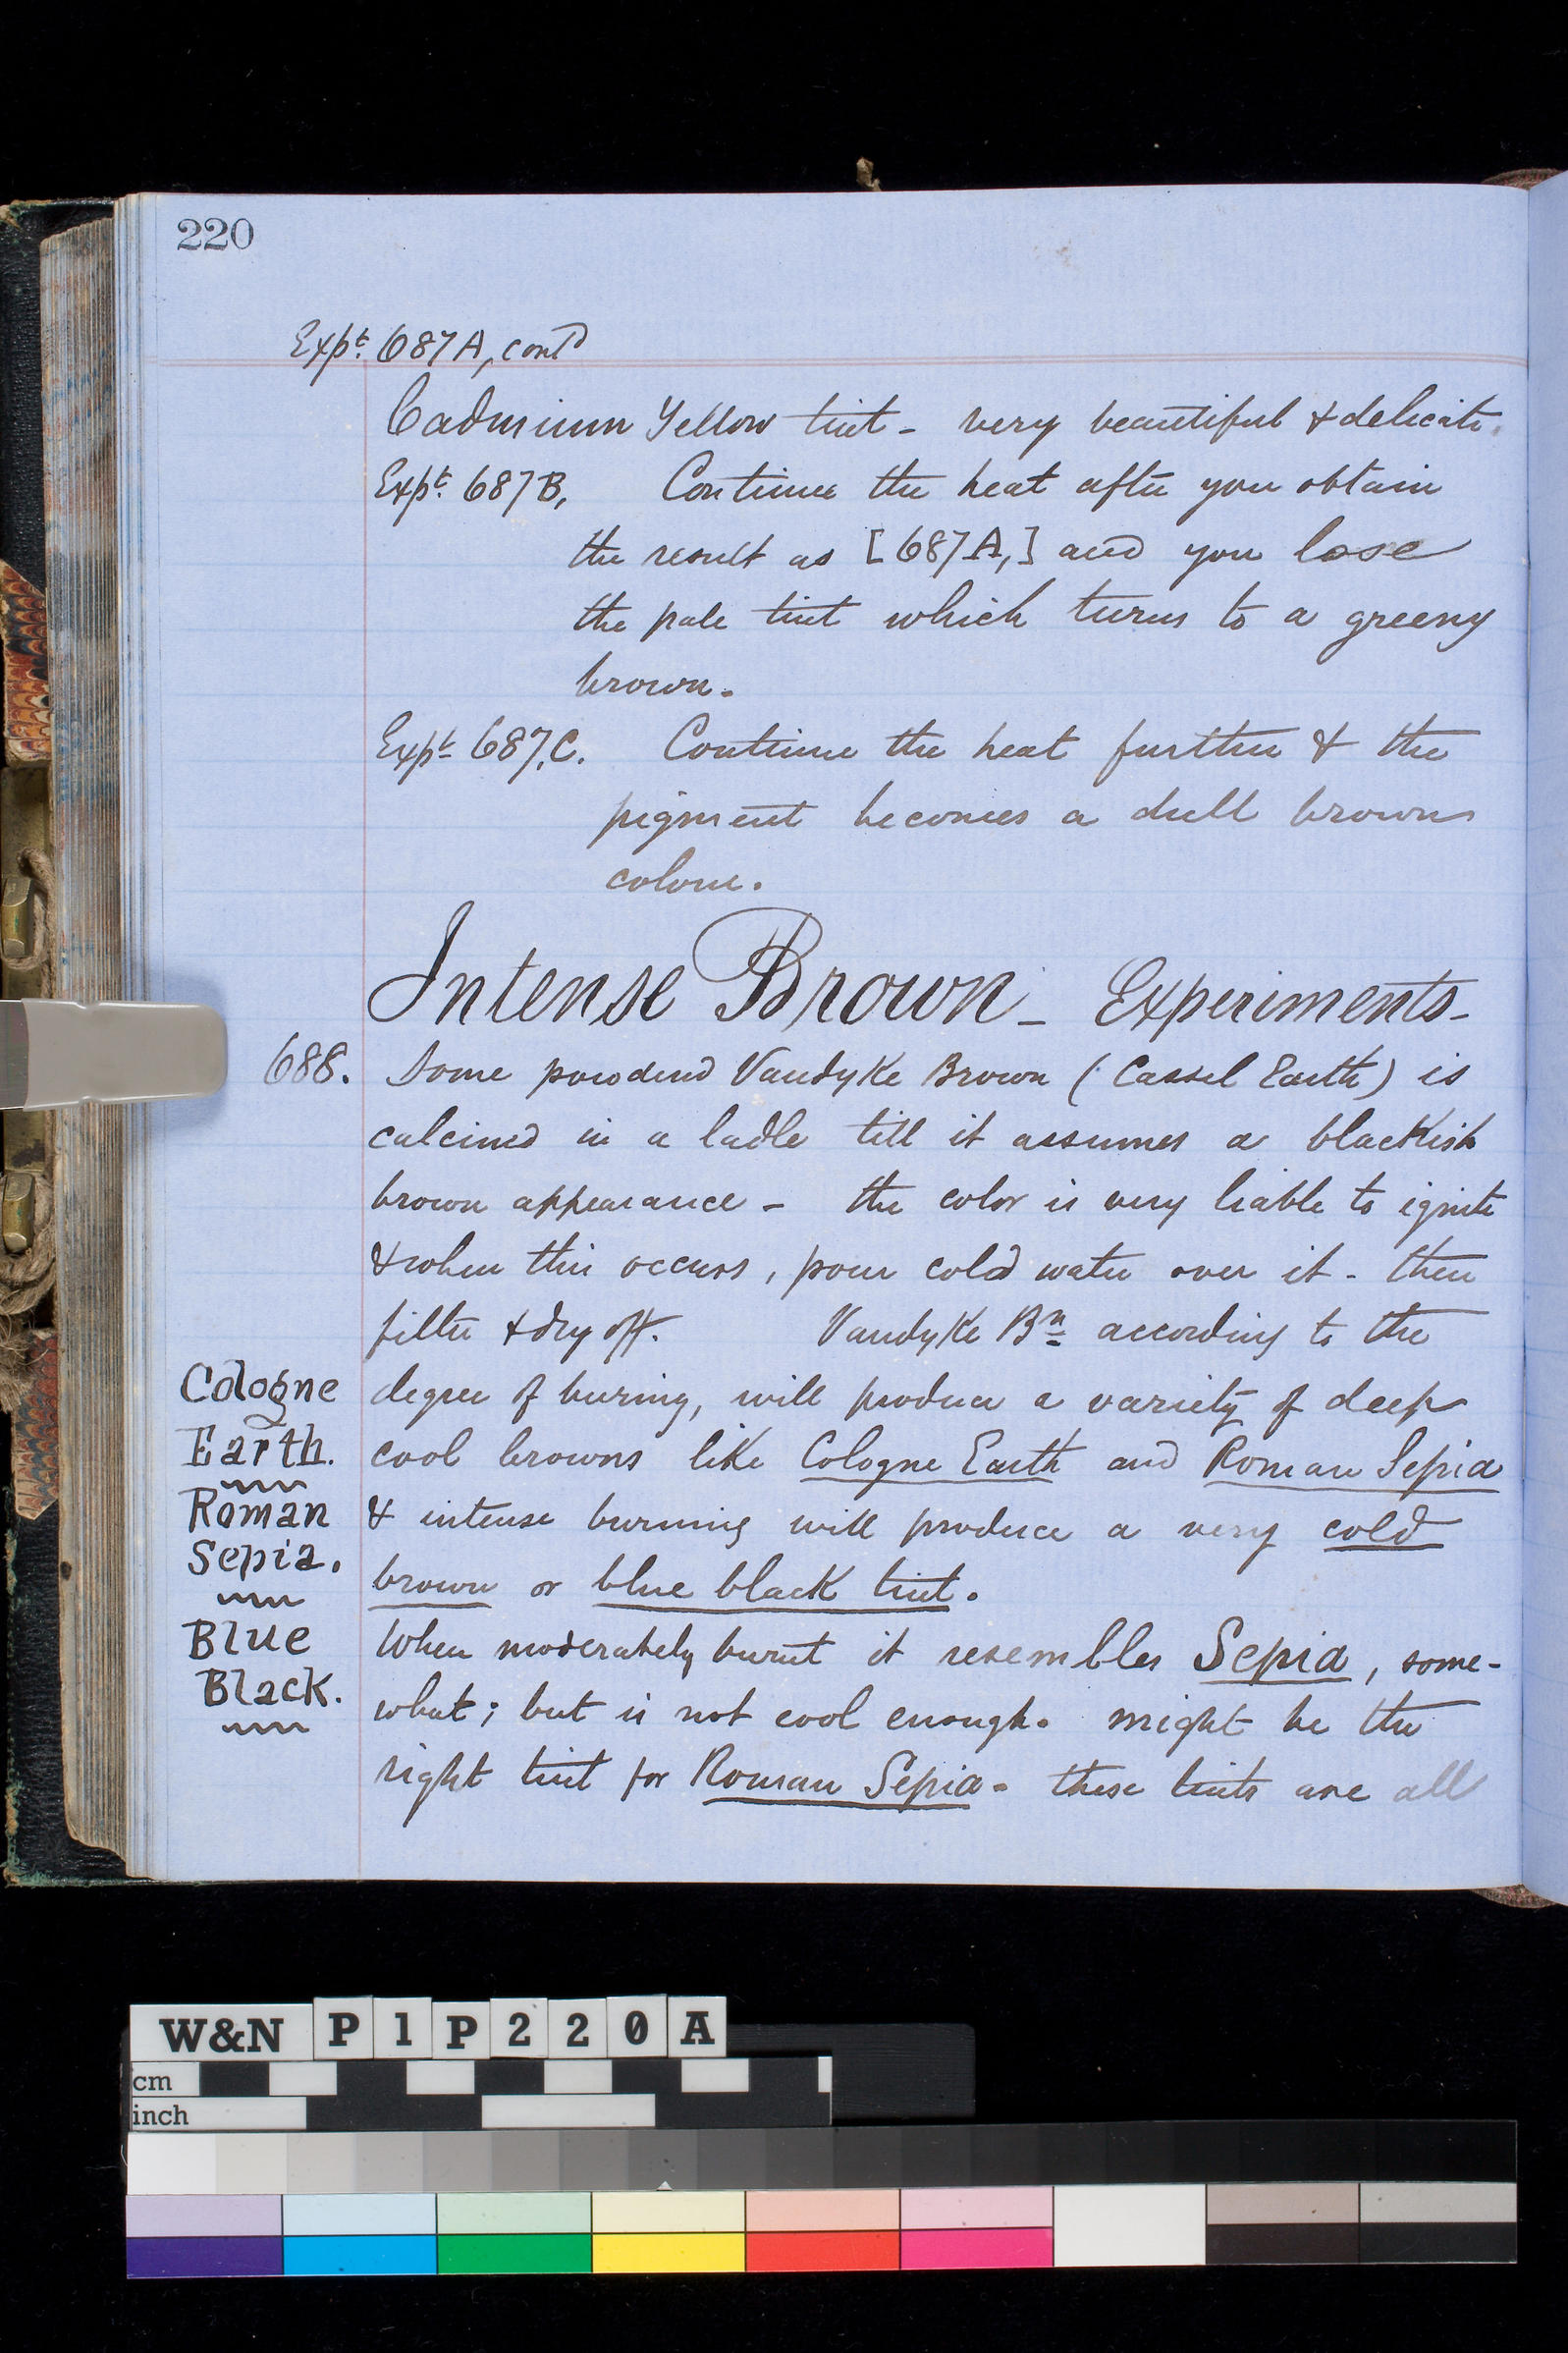 220
Expt. 687A, contd
Cadmium Yellow tint - very beautiful & delicate.
Expt. 687B, Continue the heat after you obtain
the result as [687A,] and you lose
the pale tint which turns to a greeny
brown.
Expt. 687,C. Continue the heat further & the
pigment becomes a dull brown
colour.
Intense Brown - Experiments -
688. Some powdered Vandyke Brown (Cassel Earth) is
calcined in a ladle till it assumes a blackish
brown appearance - the color is very liable to ignite
& when this occurs, pour cold water over it - then
filter & dry off. Vandyke Bn according to the
degree of burning, will produce a variety of deep
cool browns like Cologne Earth and Roman Sepia
& intense burning will produce a very cold
brown or blue black tint.
When moderately burnt it resembles Sepia, some-
what; but is not cool enough. might be the
right tint for Roman Sepia - these tints are all
Cologne
Earth.
Roman
Sepia.
Blue
Black.
W&N P1P220A
cm
inch